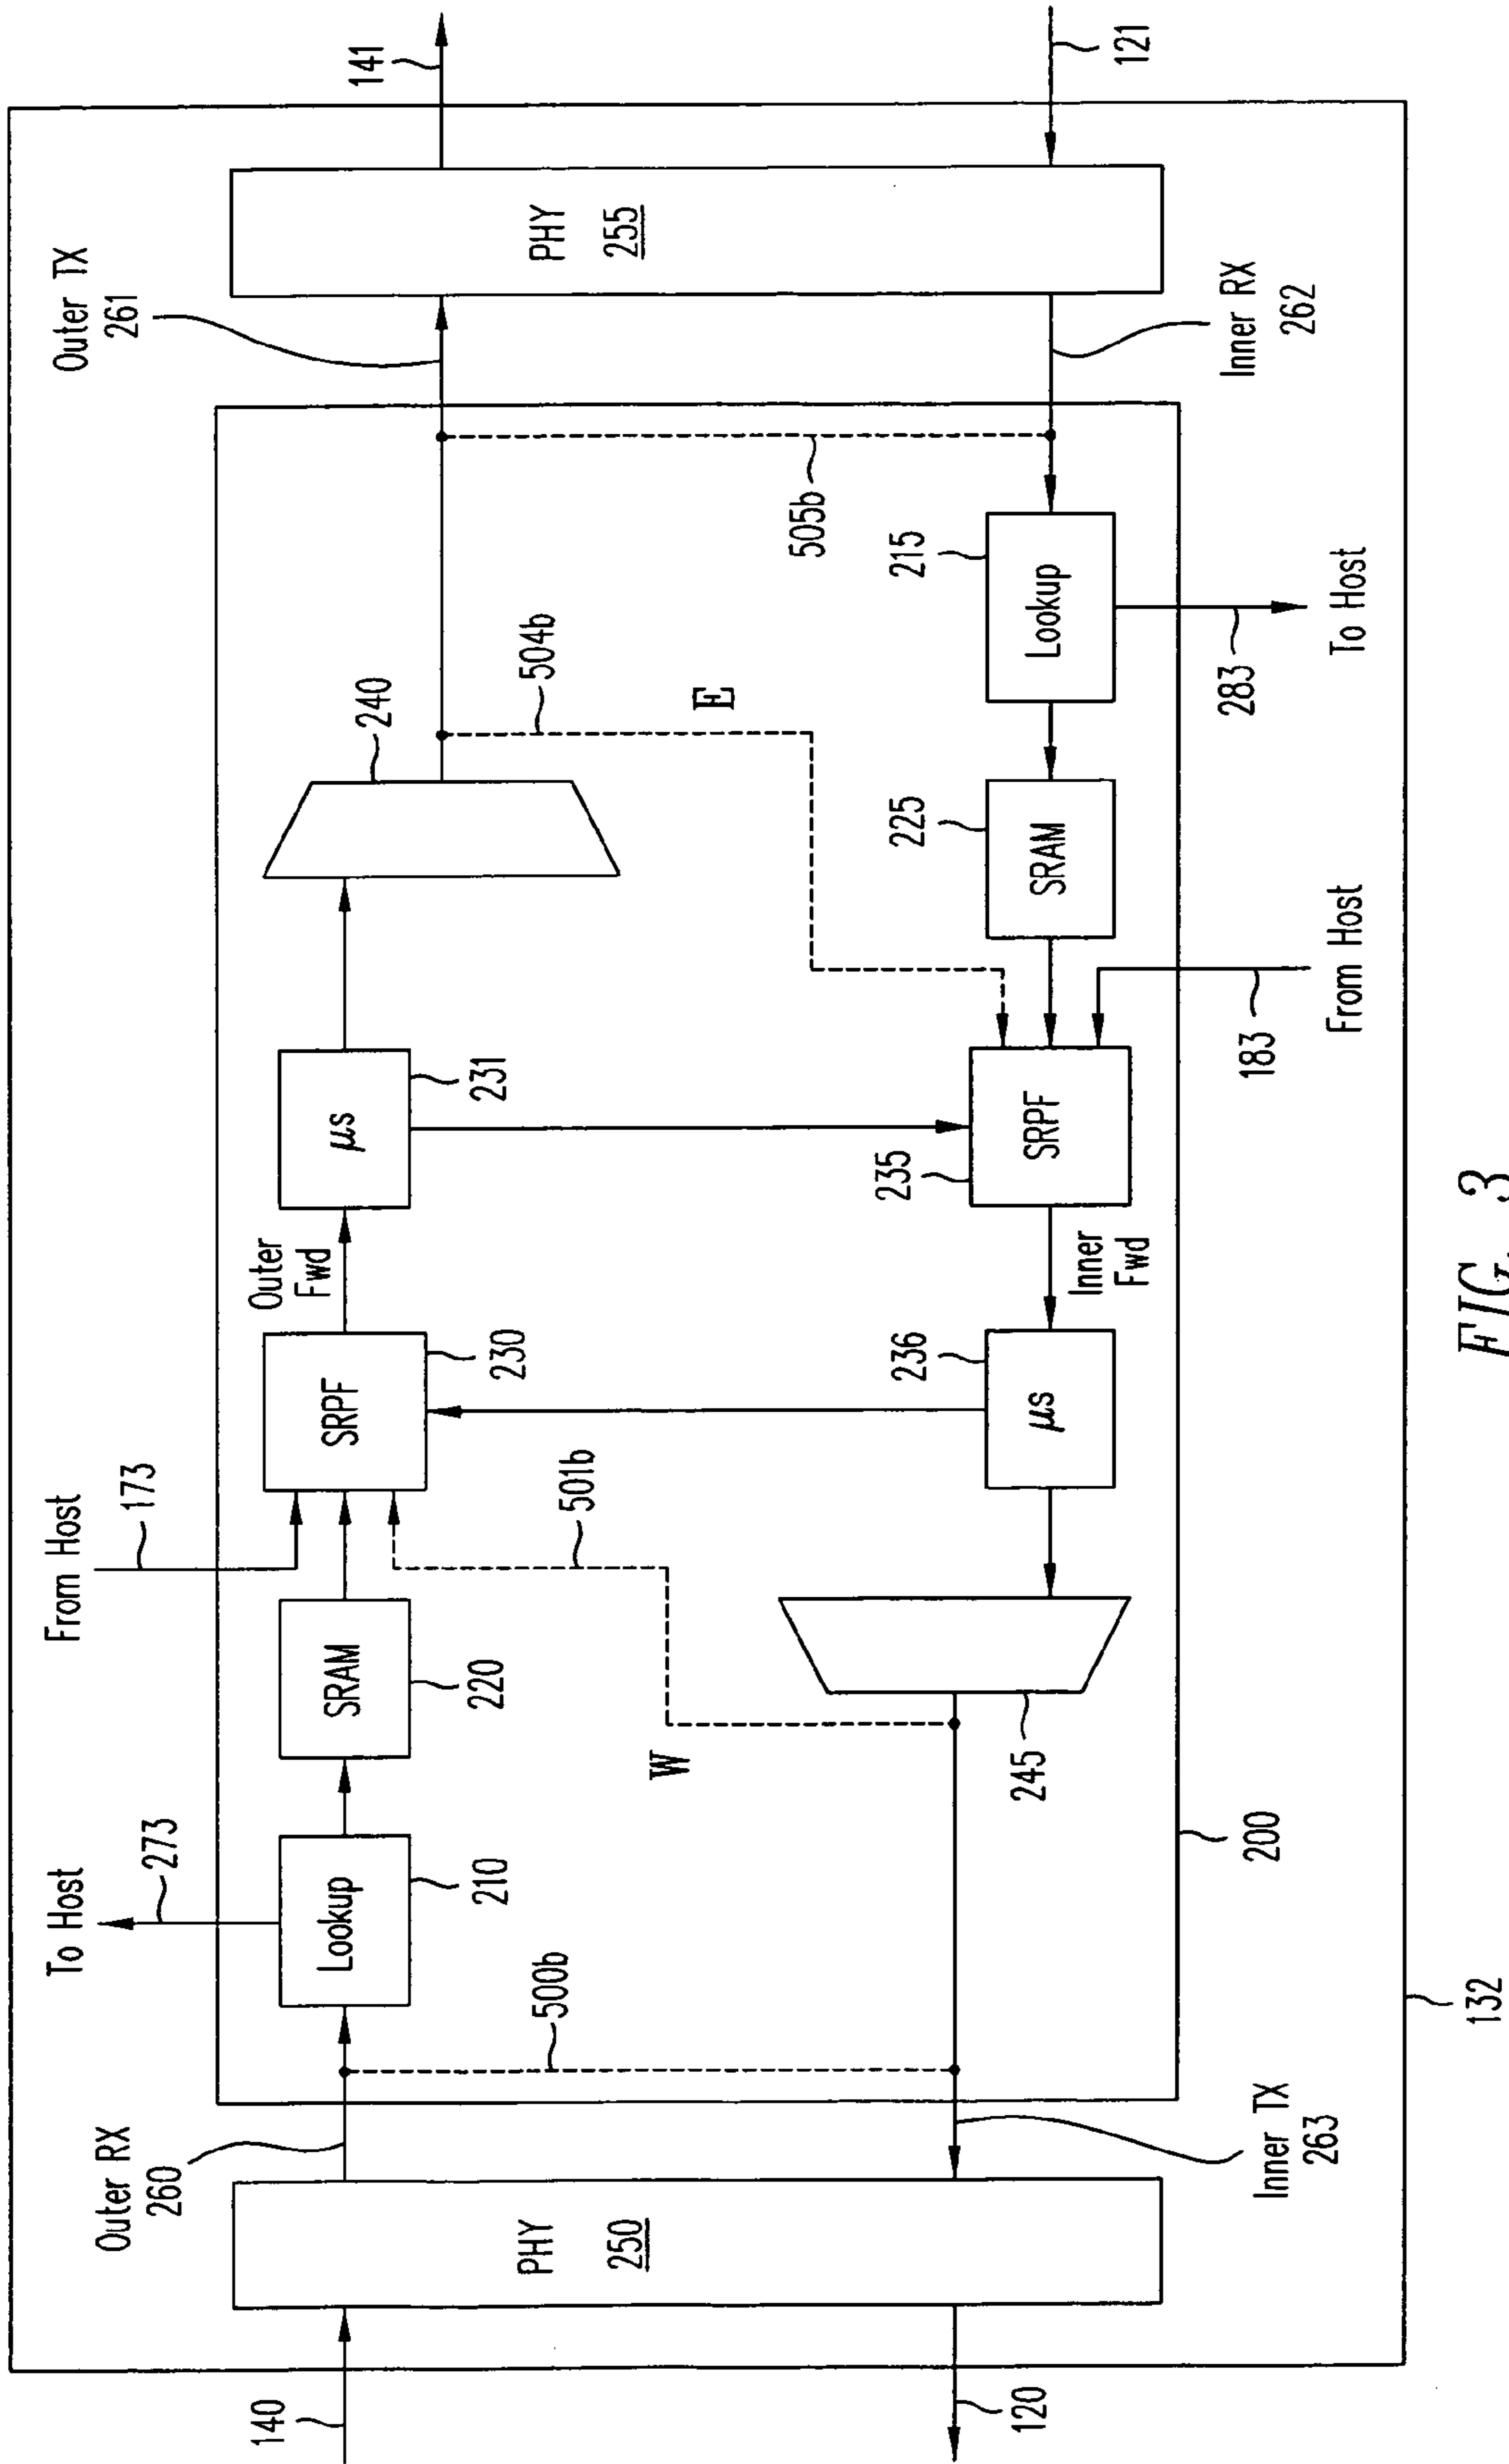 140
120
Outer RX
260
PHY
250
Inner TX
263
To Host
273
Lookup
210
500b
SRAM
220
From Host
173
SRPF
230
W
501b
245
Outer
Fwd
µs
231
µs
236
Inner
Fwd
SRPF
235
183
From Host
240
504b
E
SRAM
225
Lookup
215
283
To Host
505b
200
132
Outer TX
261
PHY
255
Inner RX
262
141
121
FIG. 3